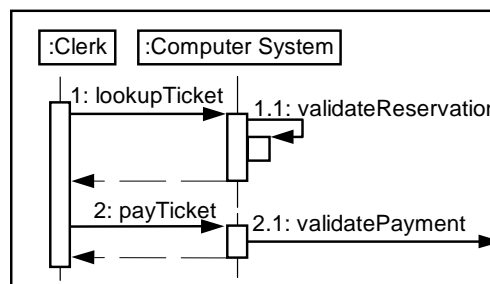 :Clerk
:Computer System
1: lookupTicket
1.1: validateReservation
2: payTicket
2.1: validatePayment